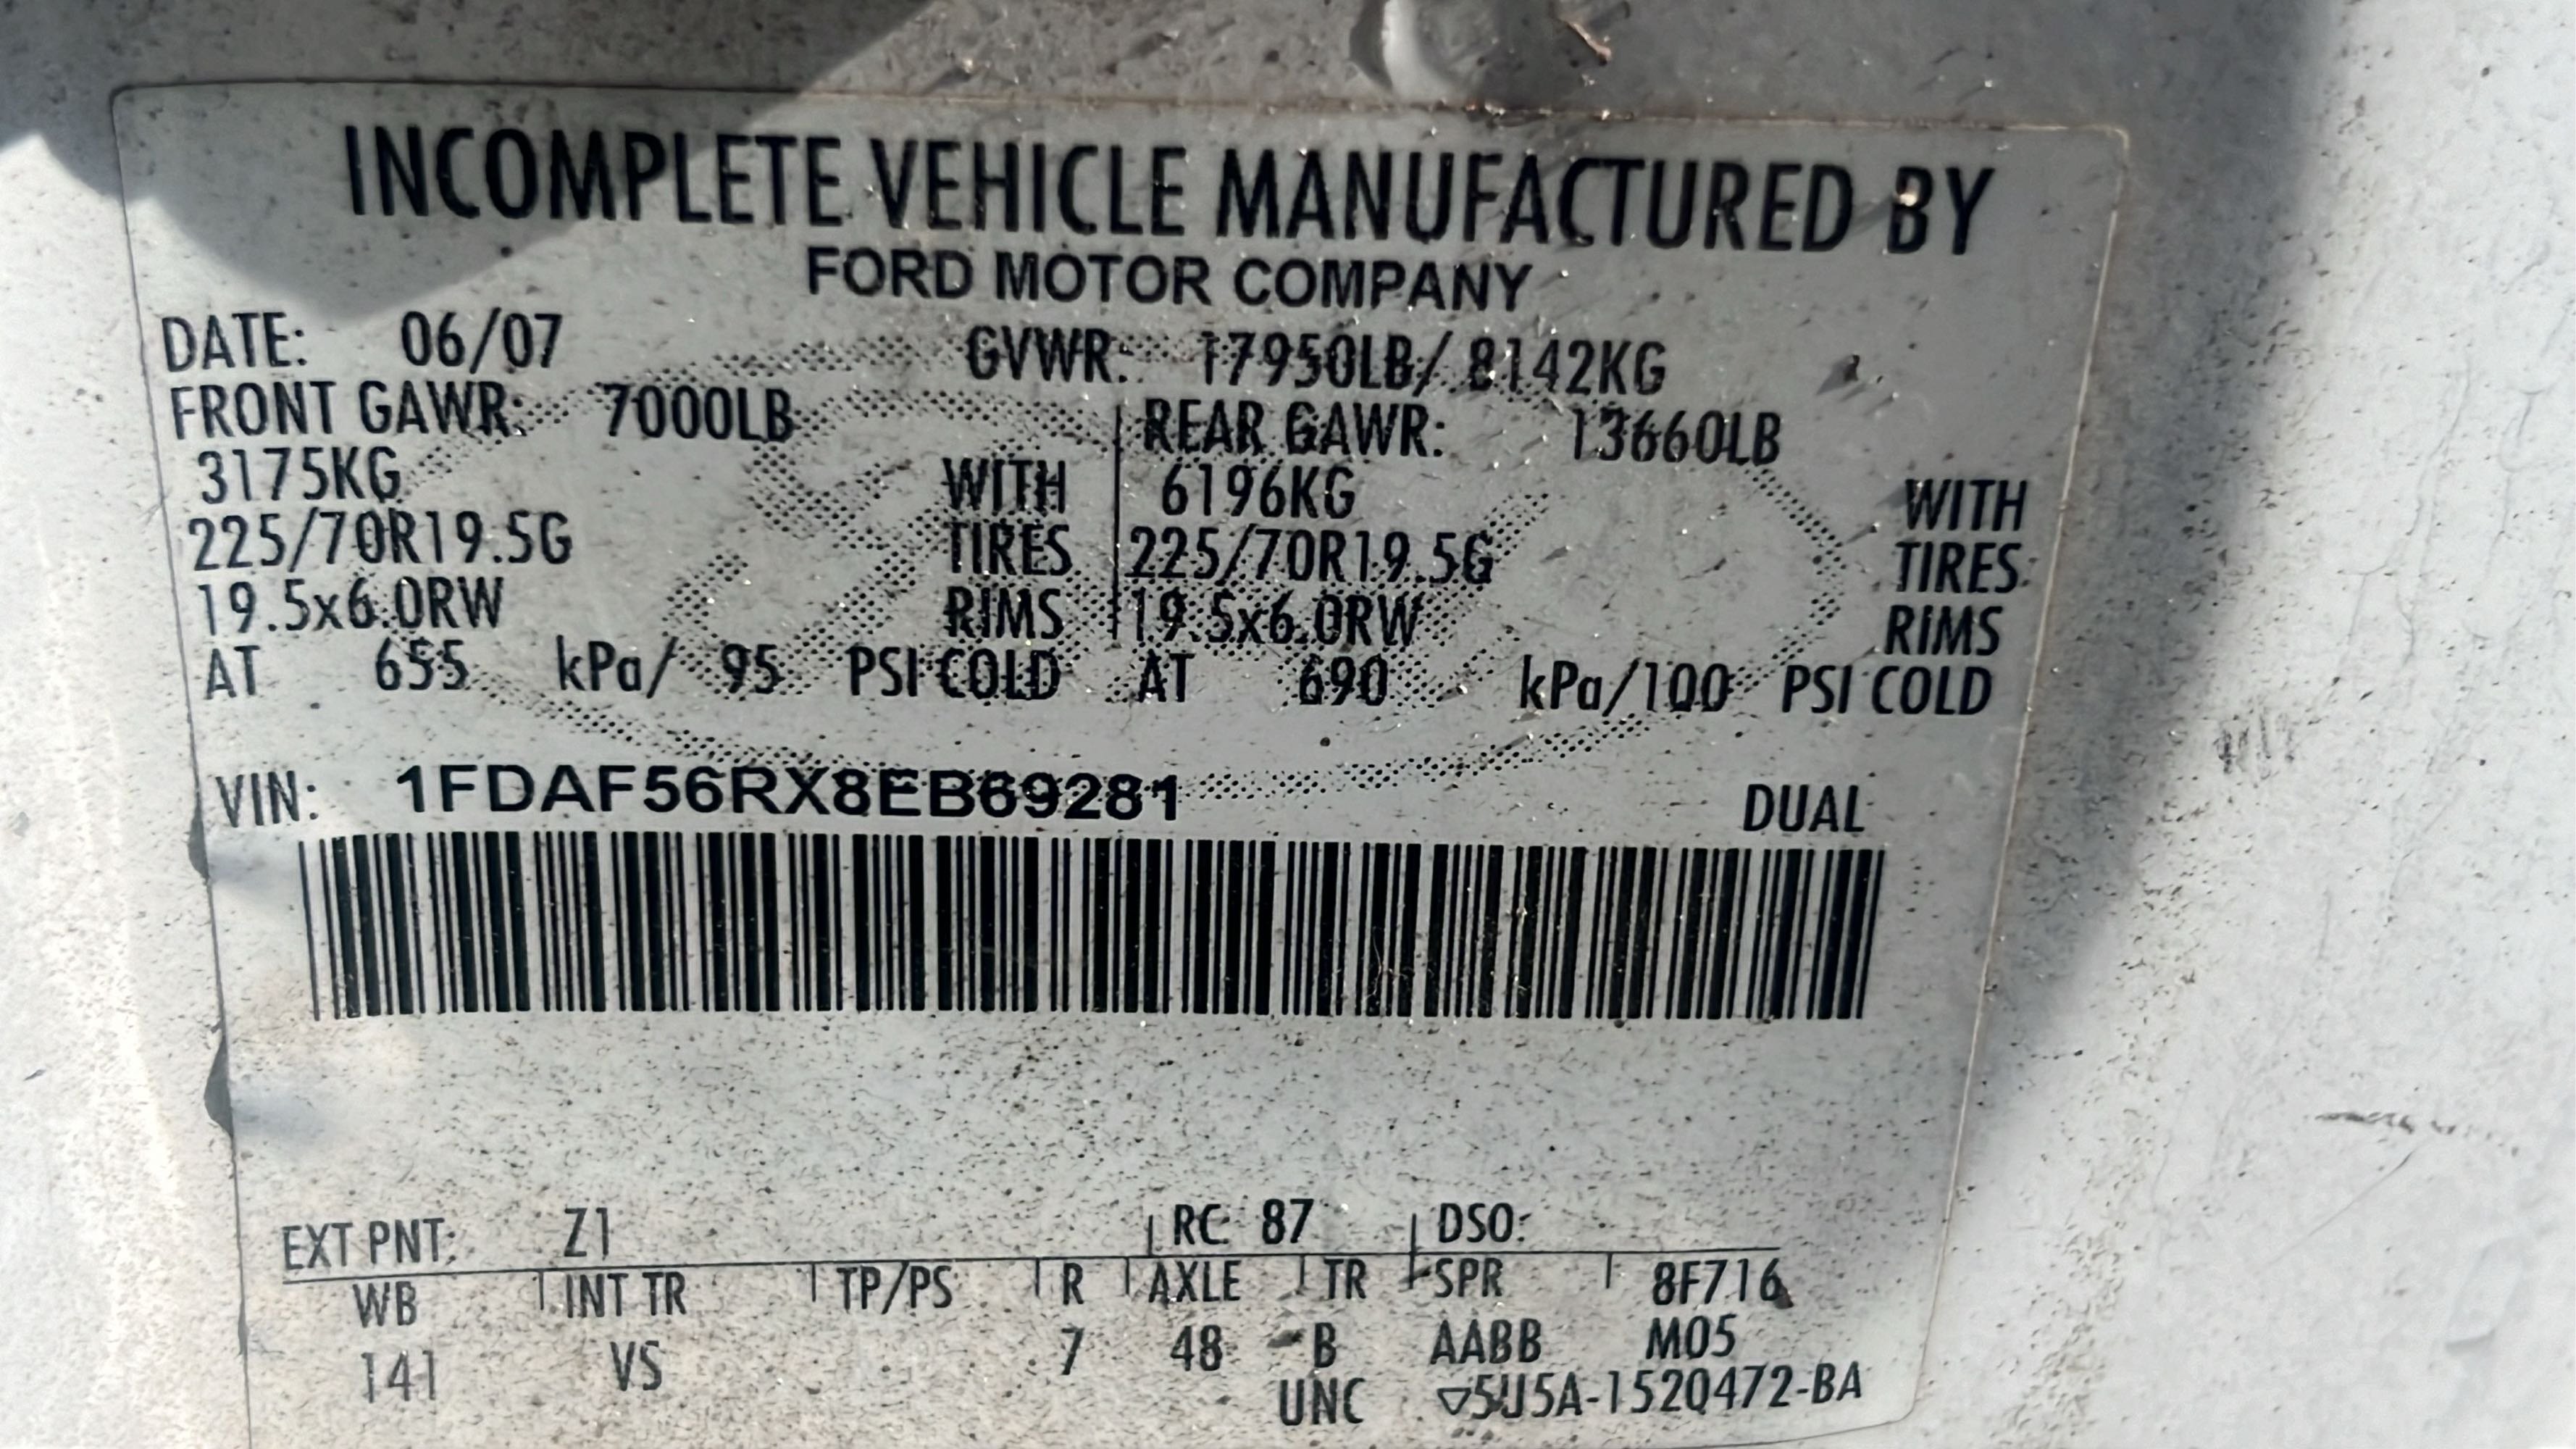 INCOMPLETE VEHICLE MANUFACTURED BY
FORD MOTOR COMPANY
DATE: 06/07 GVWR: 17950LB/ 8142KG
FRONT GAWR: 7000LB REAR GAWR: 13660LB
3175KG WITH 6196KG WITH
225/70R19.5G TIRES 225/70R19.5G TIRES
19.5x6.0RW RIMS 19.5x6.0RW RIMS
AT 655 kPa/ 95 PSI COLD AT 690 kPa/100 PSI COLD
VIN: 1FDAF56RX8EB69281 DUAL
EXT PNT: Z1 RC: 87 DSO:
WB INT TR TP/PS R AXLE TR SPR 8F716
141 VS 7 48 B AABB M05
UNC ▽5U5A-1520472-BA